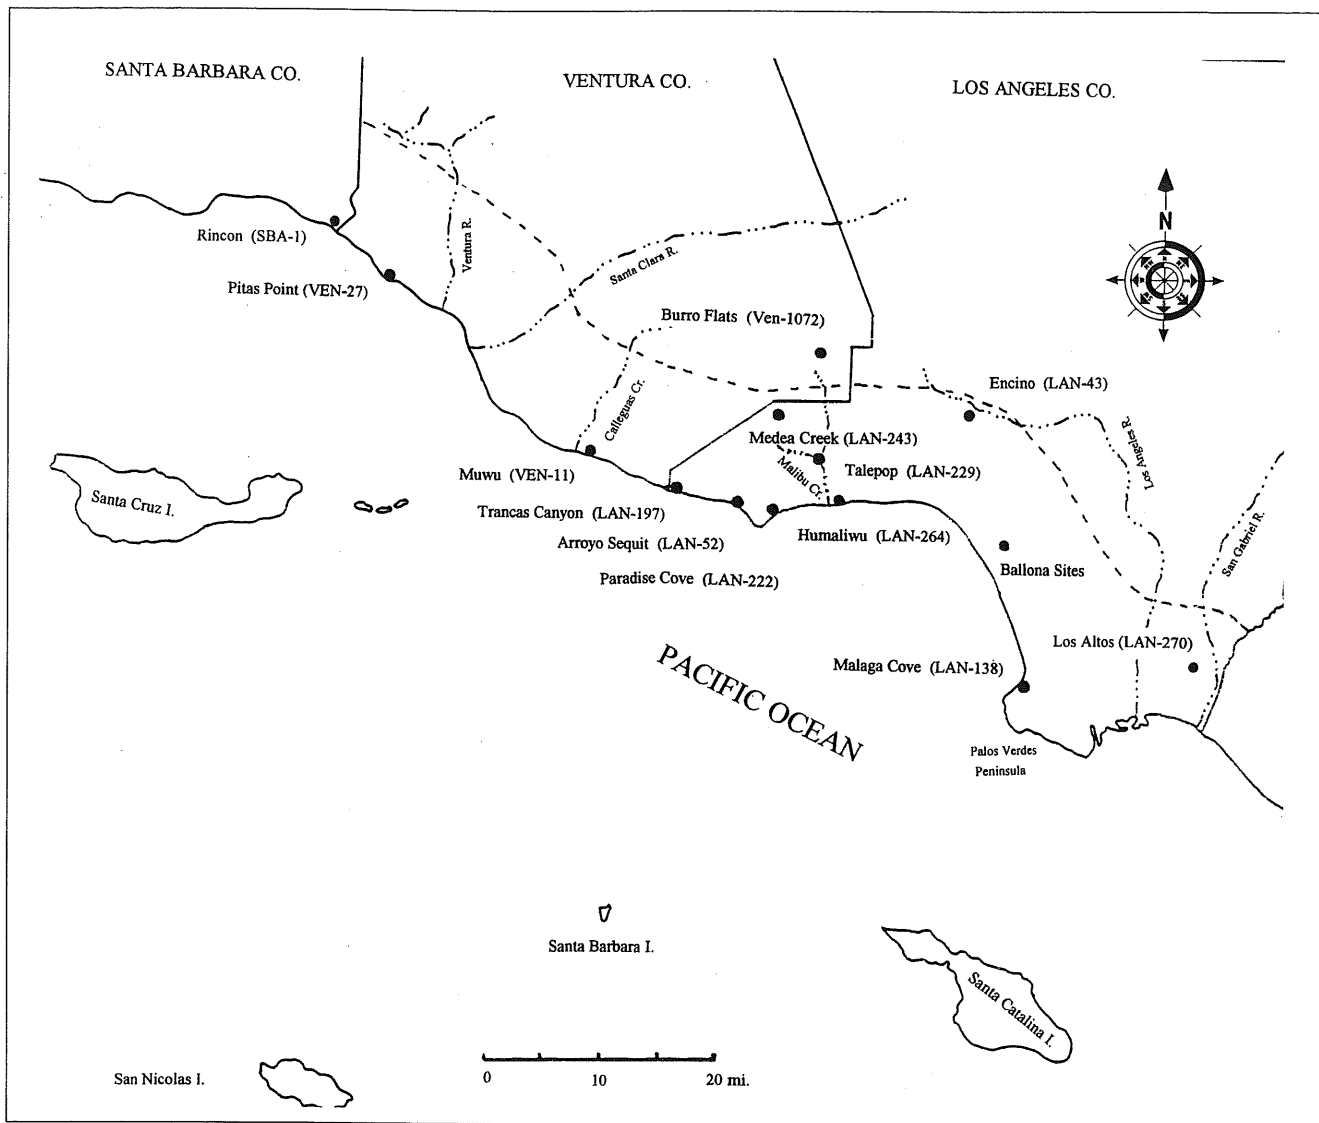 SANTA BARBARA CO.
VENTURA CO.
LOS ANGELES CO.
N
Rincon (SBA-1)
Ventura R.
Santa Clara R.
Pitas Point (VEN-27)
Burro Flats (Ven-1072)
Encino (LAN-43)
Calleguas Cr.
Medea Creek (LAN-243)
Los Angeles R.
Muwu (VEN-11)
Malibu Cr.
Talepop (LAN-229)
Santa Cruz I.
Trancas Canyon (LAN-197)
Humaliwu (LAN-264)
San Gabriel R.
Arroyo Sequit (LAN-52)
Ballona Sites
Paradise Cove (LAN-222)
Los Altos (LAN-270)
Malaga Cove (LAN-138)
PACIFIC OCEAN
Palos Verdes
Peninsula
Santa Barbara I.
Santa Catalina I.
San Nicolas I.
0 10 20 mi.